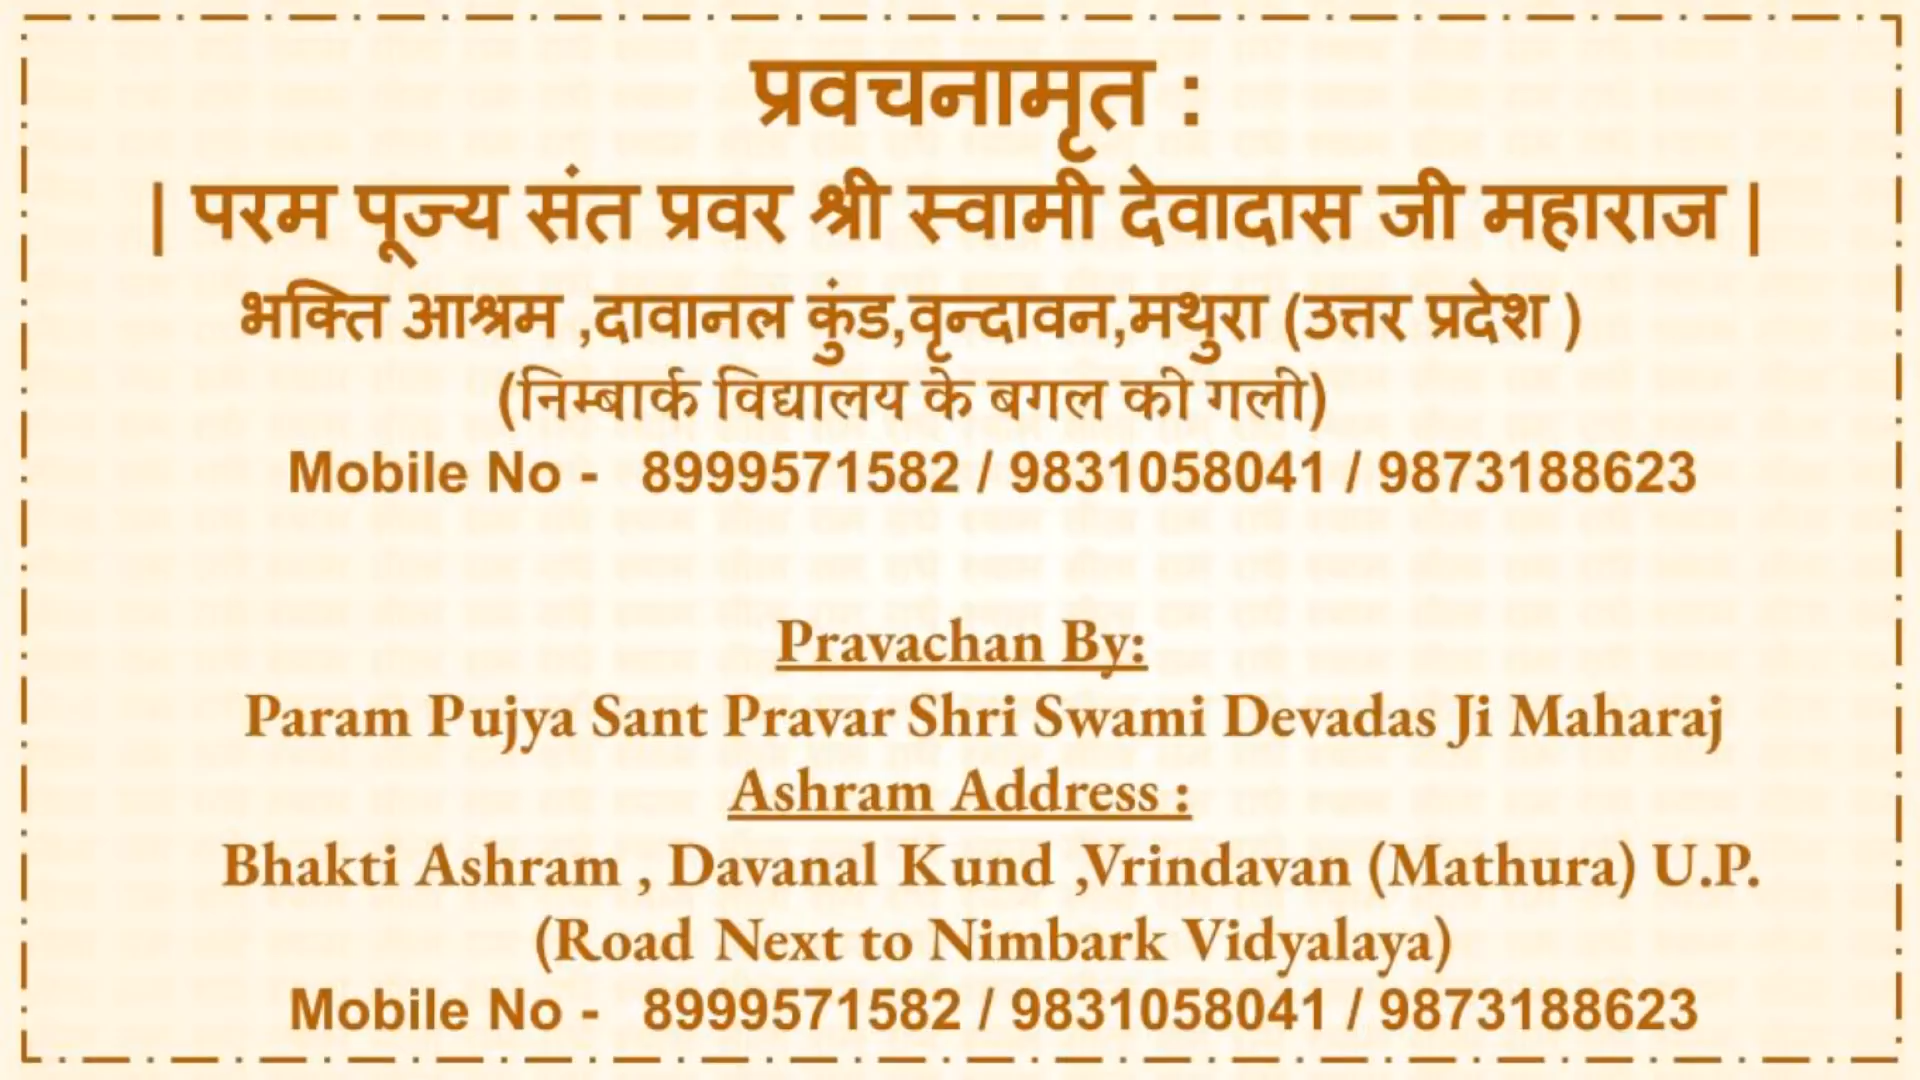 प्रवचनामृत :
| परम पूज्य संत प्रवर श्री स्वामी देवादास जी महाराज |
भक्ति आश्रम ,दावानल कुंड,वृन्दावन,मथुरा (उत्तर प्रदेश )
(निम्बार्क विद्यालय के बगल की गली)
Mobile No - 8999571582 / 9831058041 / 9873188623
Pravachan By:
Param Pujya Sant Pravar Shri Swami Devadas Ji Maharaj
Ashram Address :
Bhakti Ashram , Davanal Kund ,Vrindavan (Mathura) U.P.
(Road Next to Nimbark Vidyalaya)
Mobile No - 8999571582 / 9831058041 / 9873188623